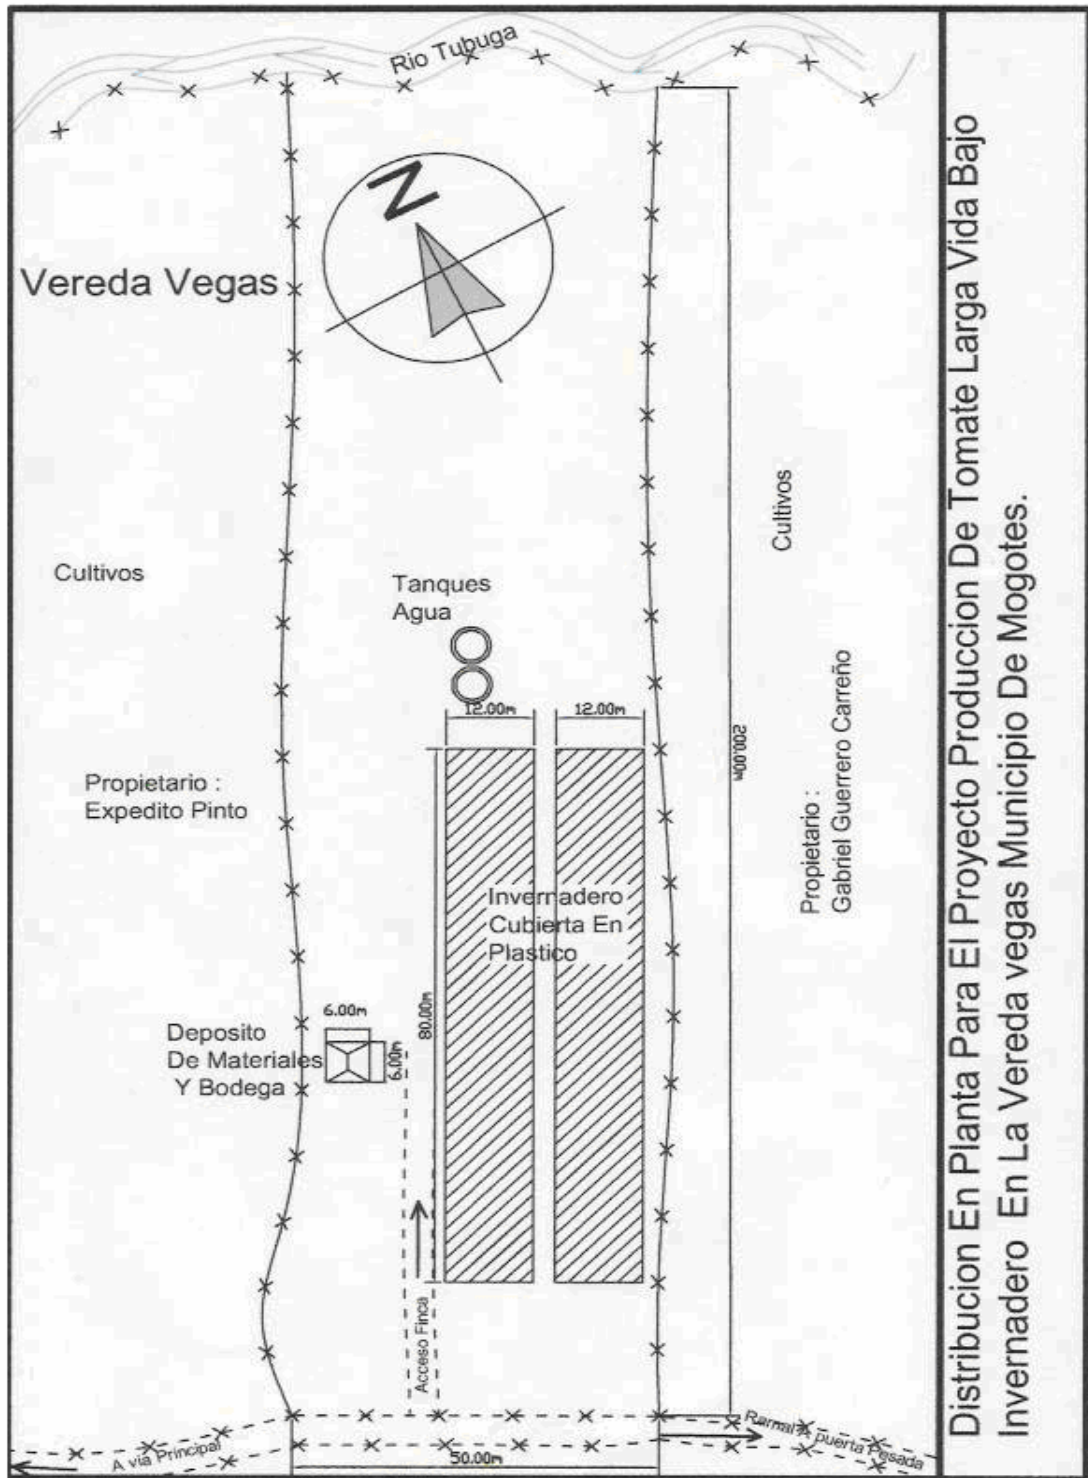 Rio Tubuga
N
Vereda Vegas
Cultivos
Cultivos
Tanques
Agua
12.00m
12.00m
200.00m
Propietario :
Expedito Pinto
Propietario :
Gabriel Guerrero Carreño
Invernadero
Cubierta En
Plastico
80.00m
6.00m
6.00m
Deposito
De Materiales
Y Bodega
Acceso Finca
A via Principal
Ramal A puerta Pesada
50.00m
Distribucion En Planta Para El Proyecto Produccion De Tomate Larga Vida Bajo
Invernadero En La Vereda vegas Municipio De Mogotes.